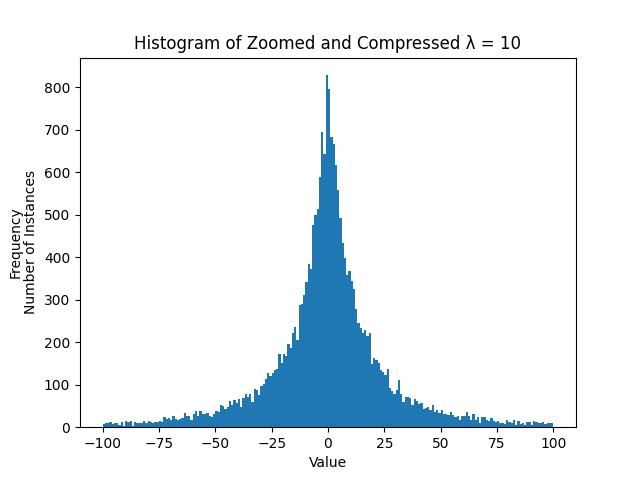 Histogram of Zoomed and Compressed λ = 10
Frequency
Number of Instances
800
700
600
500
400
300
200
100
0
−100 −75 −50 −25 0 25 50 75 100
Value